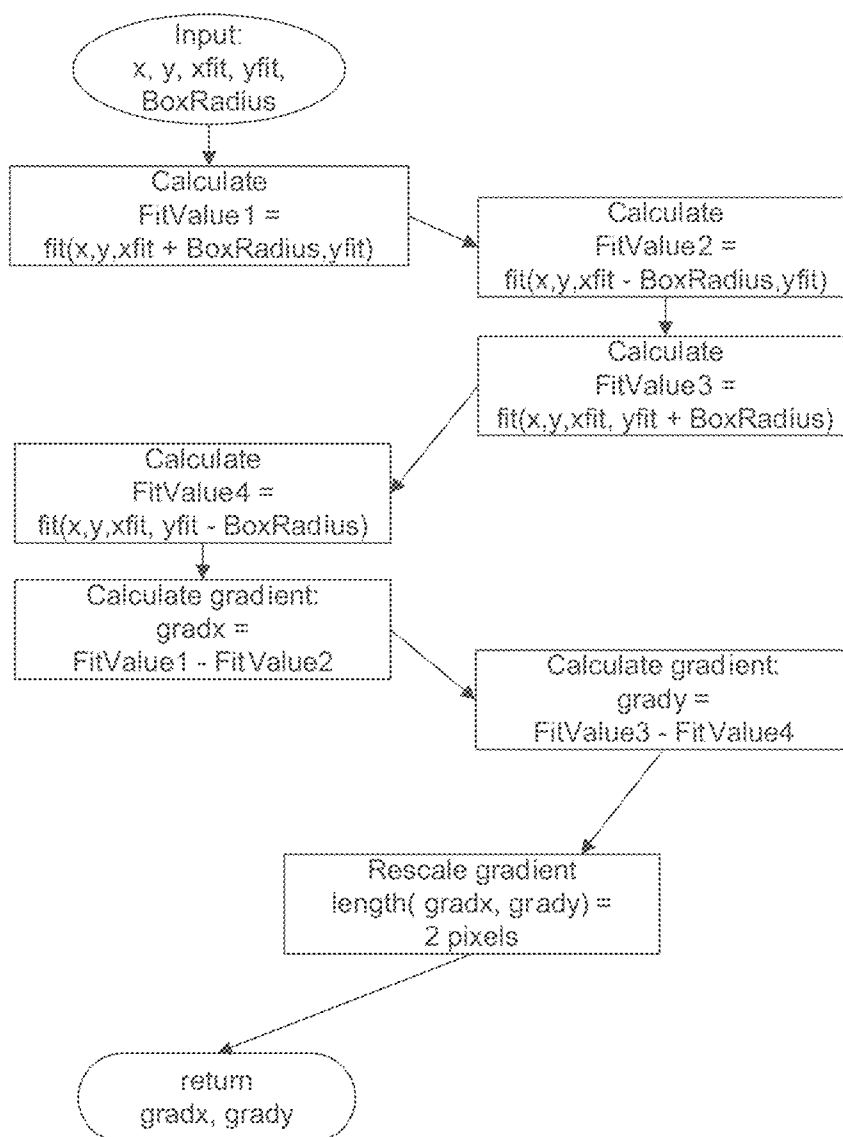 Input:
x, y, xfit, yfit,
BoxRadius
Calculate
FitValue1 =
fit(x,y,xfit + BoxRadius,yfit)
Calculate
FitValue2 =
fit(x,y,xfit - BoxRadius,yfit)
Calculate
FitValue3 =
fit(x,y,xfit, yfit + BoxRadius)
Calculate
FitValue4 =
fit(x,y,xfit, yfit - BoxRadius)
Calculate gradient:
gradx =
FitValue1 - FitValue2
Calculate gradient:
grady =
FitValue3 - FitValue4
Rescale gradient
length( gradx, grady) =
2 pixels
return
gradx, grady